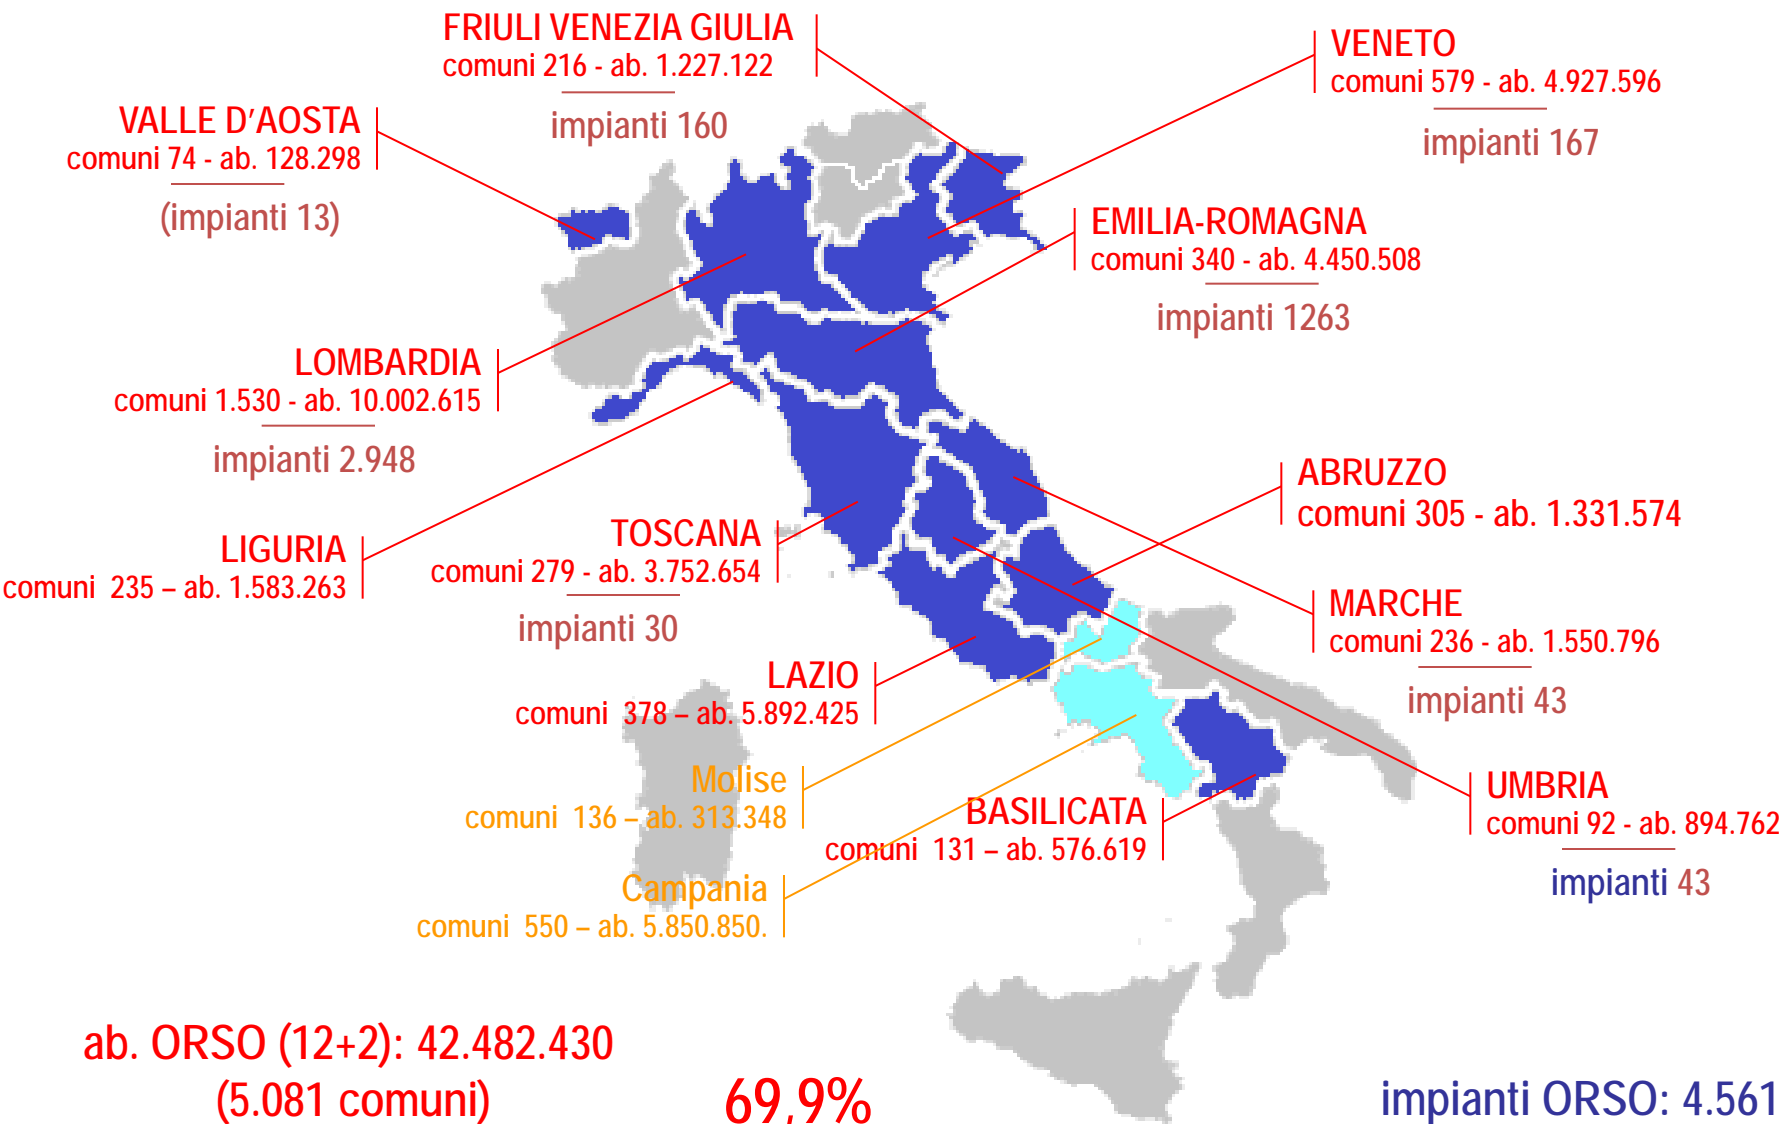 FRIULI VENEZIA GIULIA
comuni 216 - ab. 1.227.122
impianti 160
VENETO
comuni 579 - ab. 4.927.596
impianti 167
VALLE D'AOSTA
comuni 74 - ab. 128.298
(impianti 13)
EMILIA-ROMAGNA
comuni 340 - ab. 4.450.508
impianti 1263
LOMBARDIA
comuni 1.530 - ab. 10.002.615
impianti 2.948
ABRUZZO
comuni 305 - ab. 1.331.574
LIGURIA
comuni 235 – ab. 1.583.263
TOSCANA
comuni 279 - ab. 3.752.654
impianti 30
MARCHE
comuni 236 - ab. 1.550.796
impianti 43
LAZIO
comuni 378 – ab. 5.892.425
Molise
comuni 136 – ab. 313.348
BASILICATA
comuni 131 – ab. 576.619
UMBRIA
comuni 92 - ab. 894.762
impianti 43
Campania
comuni 550 – ab. 5.850.850.
ab. ORSO (12+2): 42.482.430
(5.081 comuni)
69,9%
impianti ORSO: 4.561